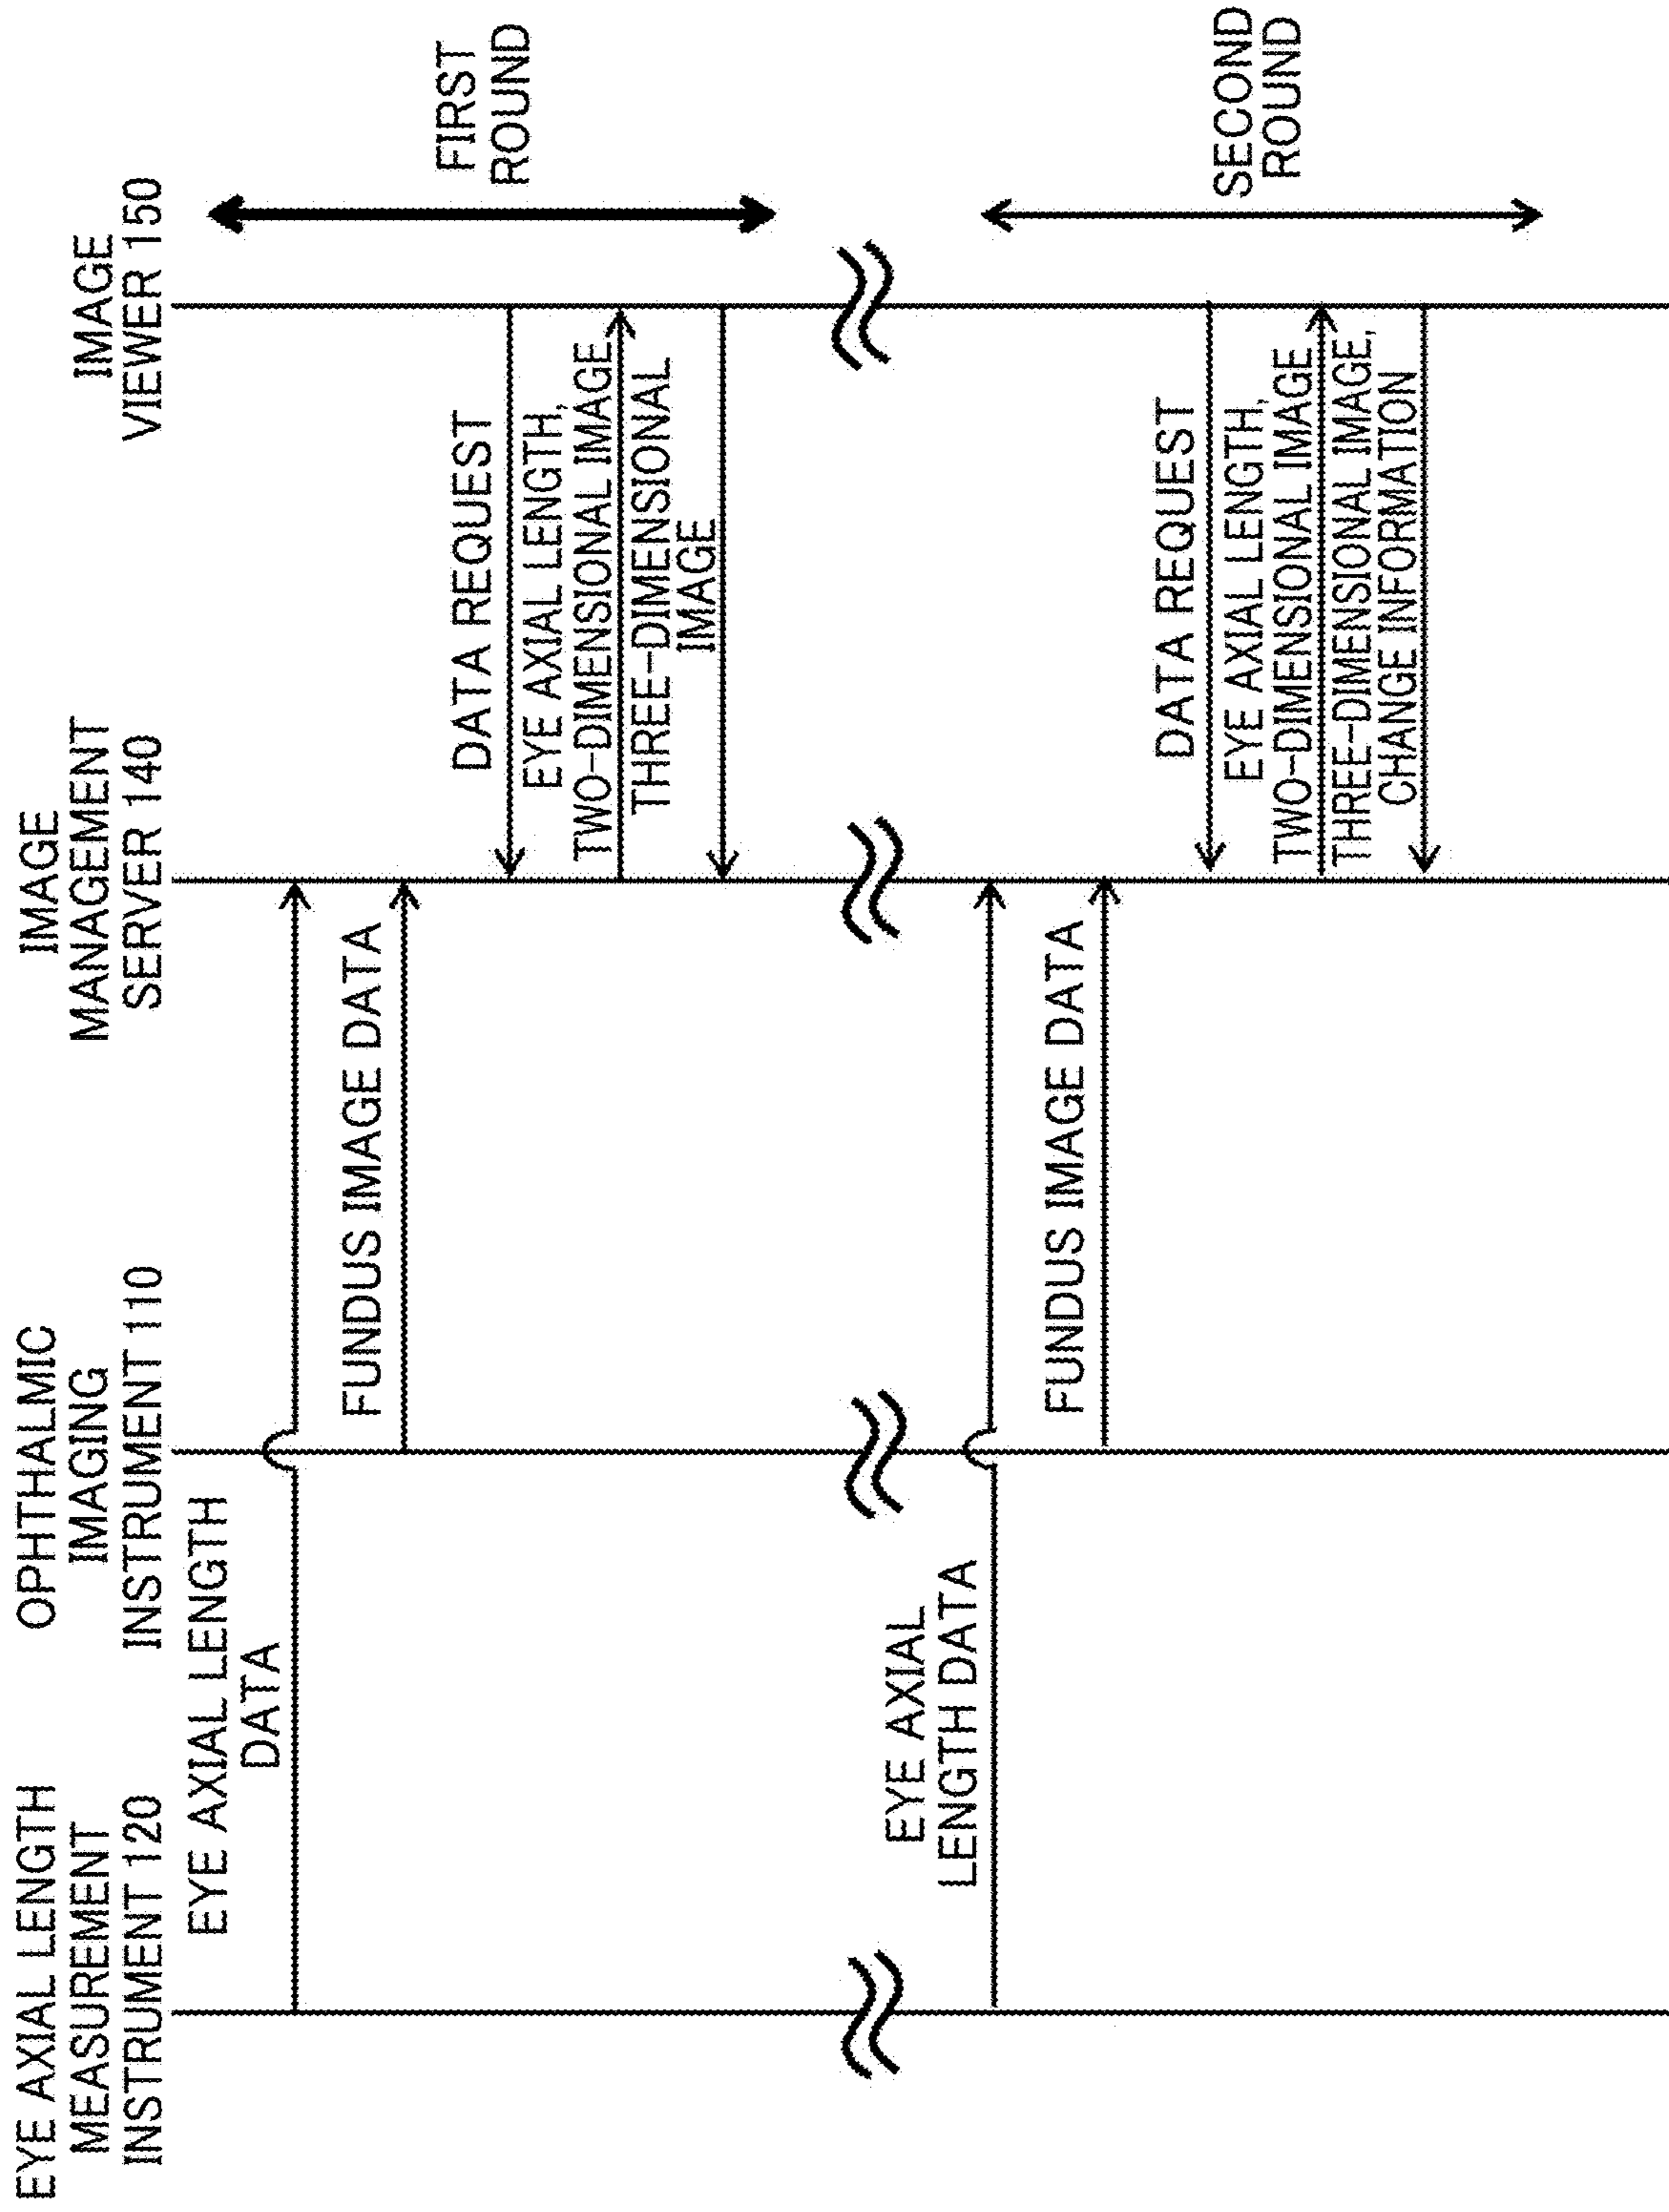 EYE AXIAL LENGTH
MEASUREMENT
INSTRUMENT 120
OPHTHALMIC
IMAGING
INSTRUMENT 110
IMAGE
MANAGEMENT
SERVER 140
IMAGE
VIEWER 150
EYE AXIAL LENGTH
DATA
FUNDUS IMAGE DATA
DATA REQUEST
EYE AXIAL LENGTH,
TWO-DIMENSIONAL IMAGE
THREE-DIMENSIONAL
IMAGE
FIRST
ROUND
EYE AXIAL
LENGTH DATA
FUNDUS IMAGE DATA
DATA REQUEST
EYE AXIAL LENGTH,
TWO-DIMENSIONAL IMAGE
THREE-DIMENSIONAL IMAGE,
CHANGE INFORMATION
SECOND
ROUND